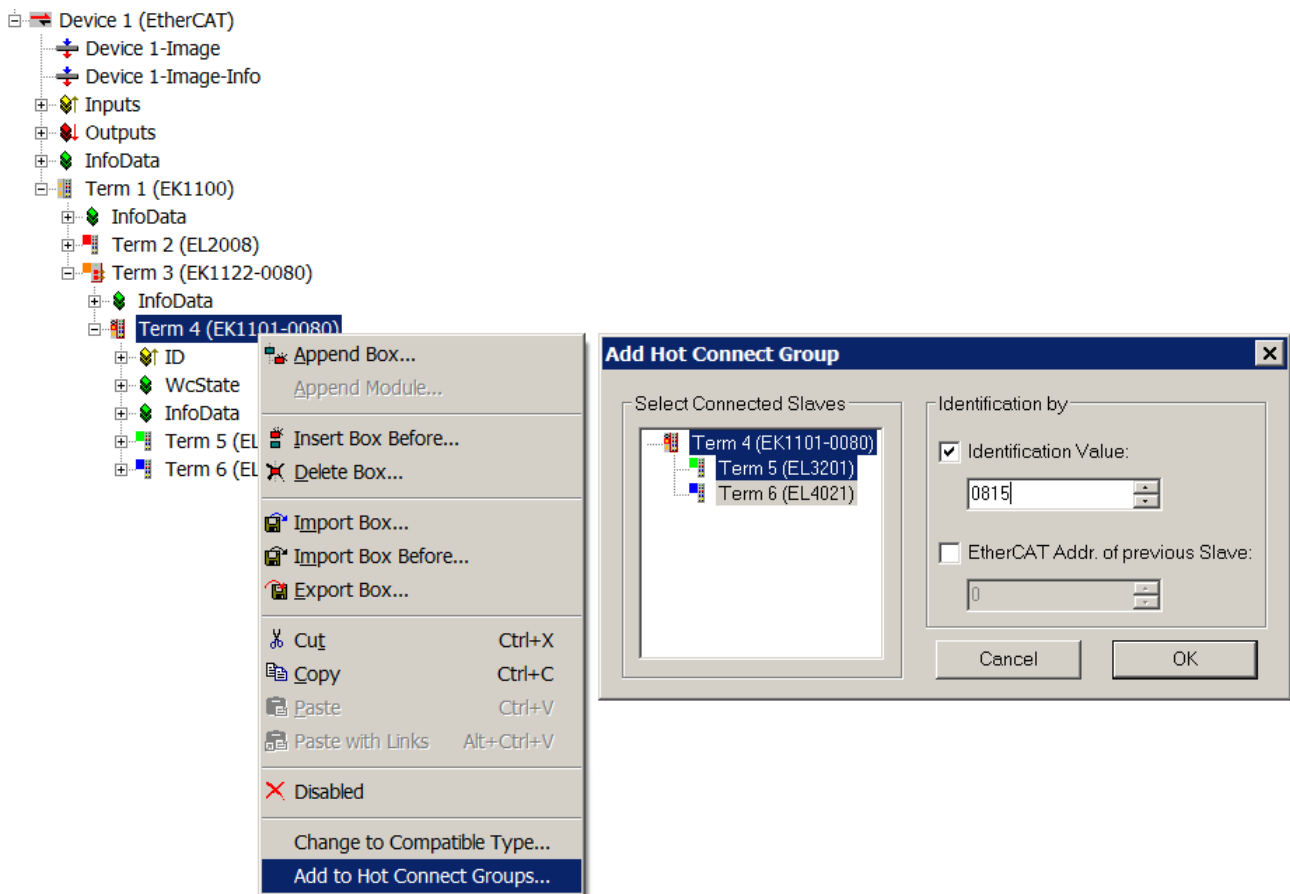 Device 1 (EtherCAT)
Device 1-Image
Device 1-Image-Info
Inputs
Outputs
InfoData
Term 1 (EK1100)
InfoData
Term 2 (EL2008)
Term 3 (EK1122-0080)
InfoData
Term 4 (EK1101-0080)
ID
WcState
InfoData
Term 5 (EL
Term 6 (EL
Append Box...
Append Module...
Insert Box Before...
Delete Box...
Import Box...
Import Box Before...
Export Box...
Cut Ctrl+X
Copy Ctrl+C
Paste Ctrl+V
Paste with Links Alt+Ctrl+V
Disabled
Change to Compatible Type...
Add to Hot Connect Groups...
Add Hot Connect Group
Select Connected Slaves
Term 4 (EK1101-0080)
Term 5 (EL3201)
Term 6 (EL4021)
Identification by
Identification Value:
0815
EtherCAT Addr. of previous Slave:
0
Cancel OK